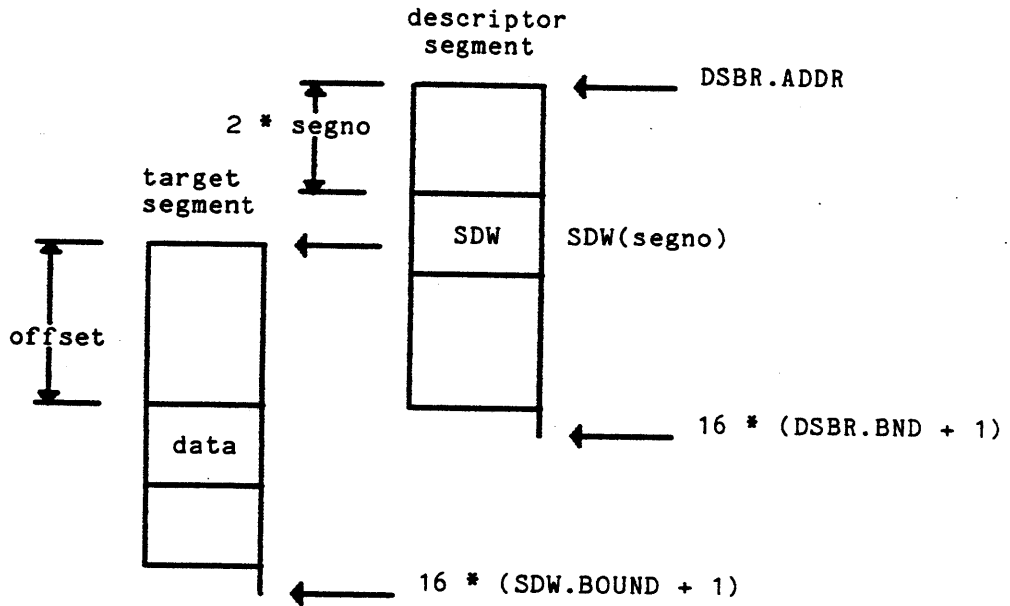 descriptor
segment
DSBR.ADDR
2 * segno
target
segment
SDW
SDW(segno)
offset
data
16 * (DSBR.BND + 1)
16 * (SDW.BOUND + 1)